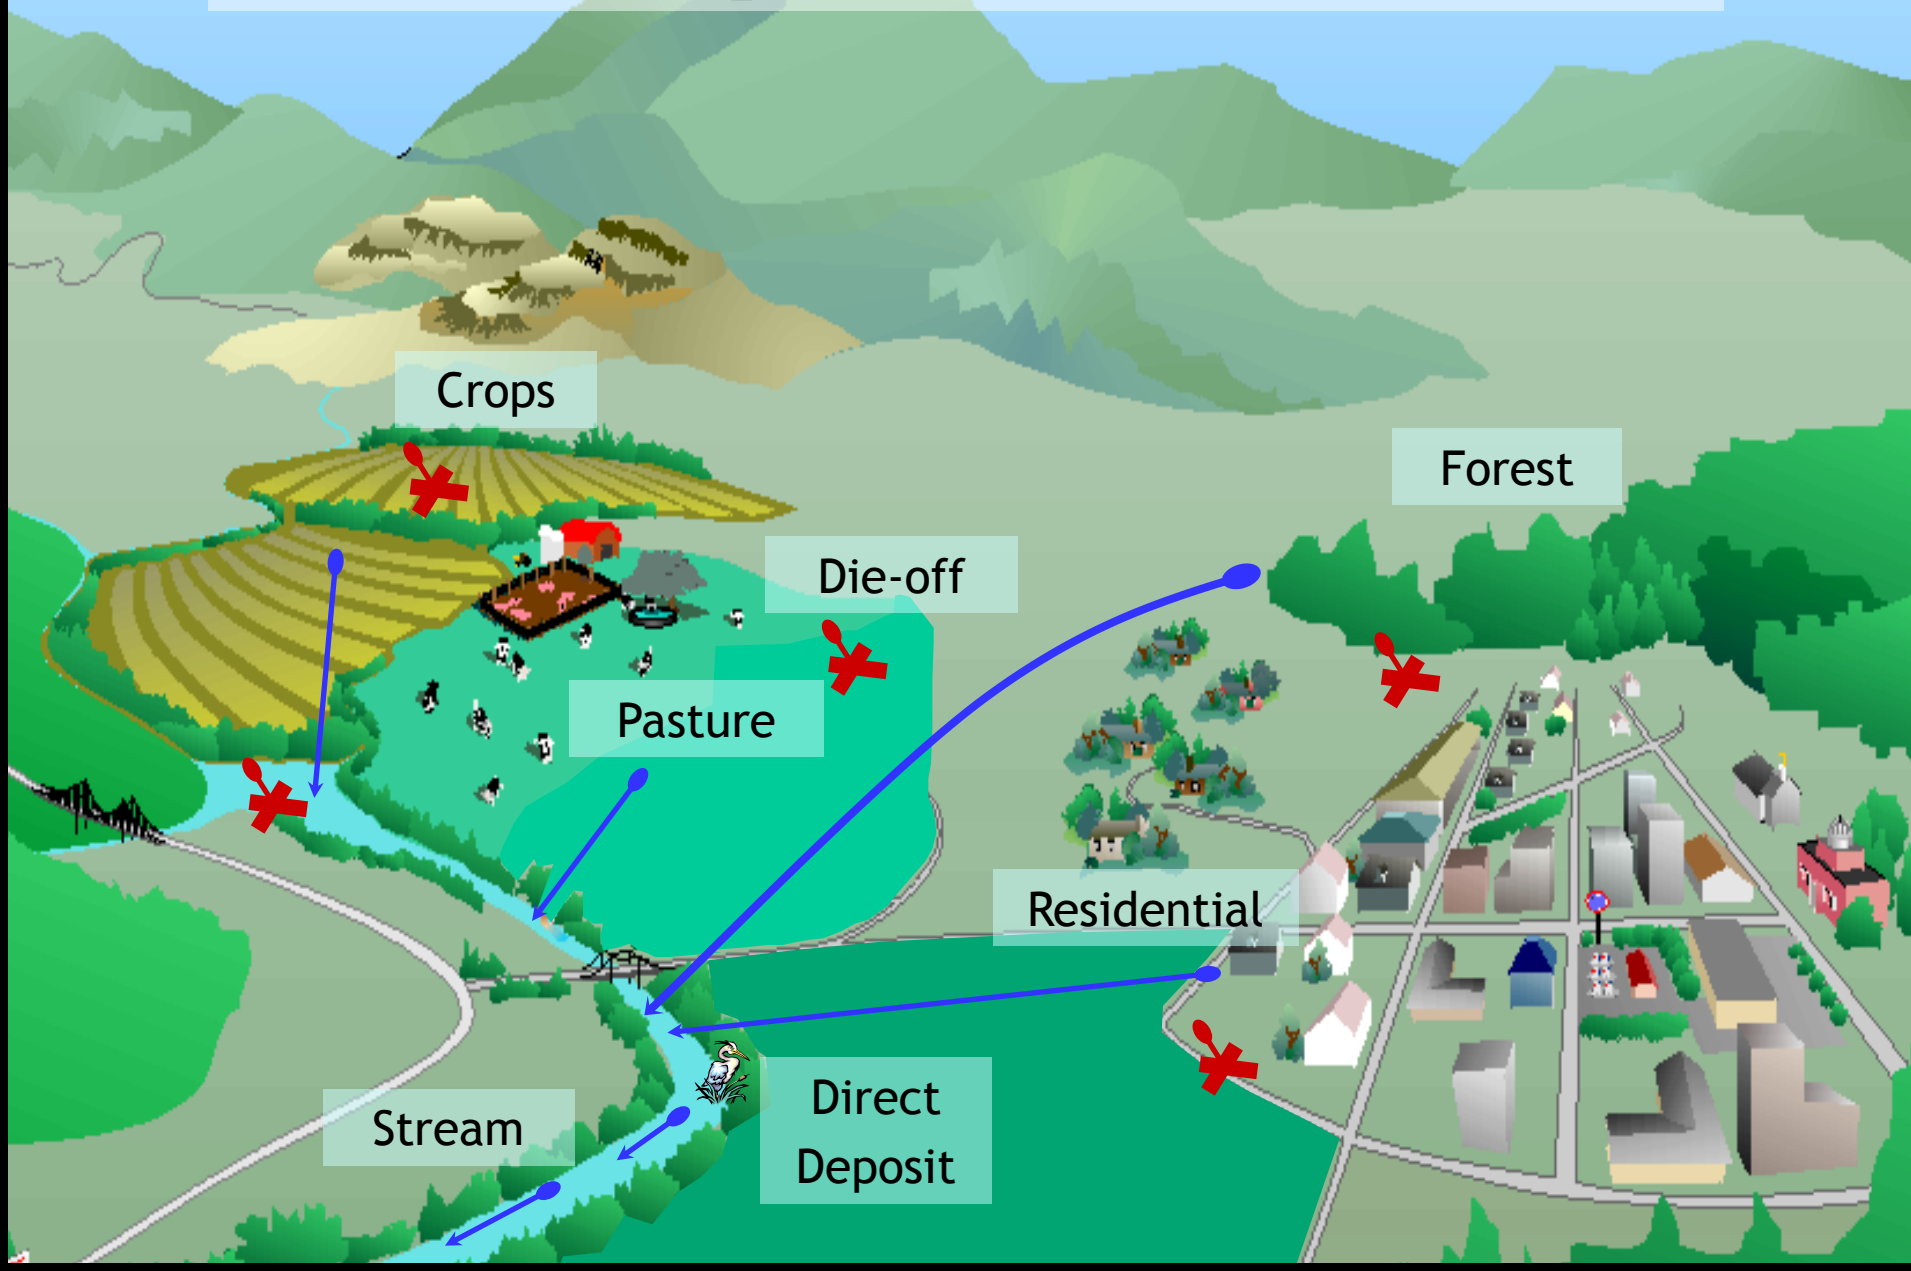 Crops
Forest
Die-off
Pasture
Residential
Direct
Deposit
Stream